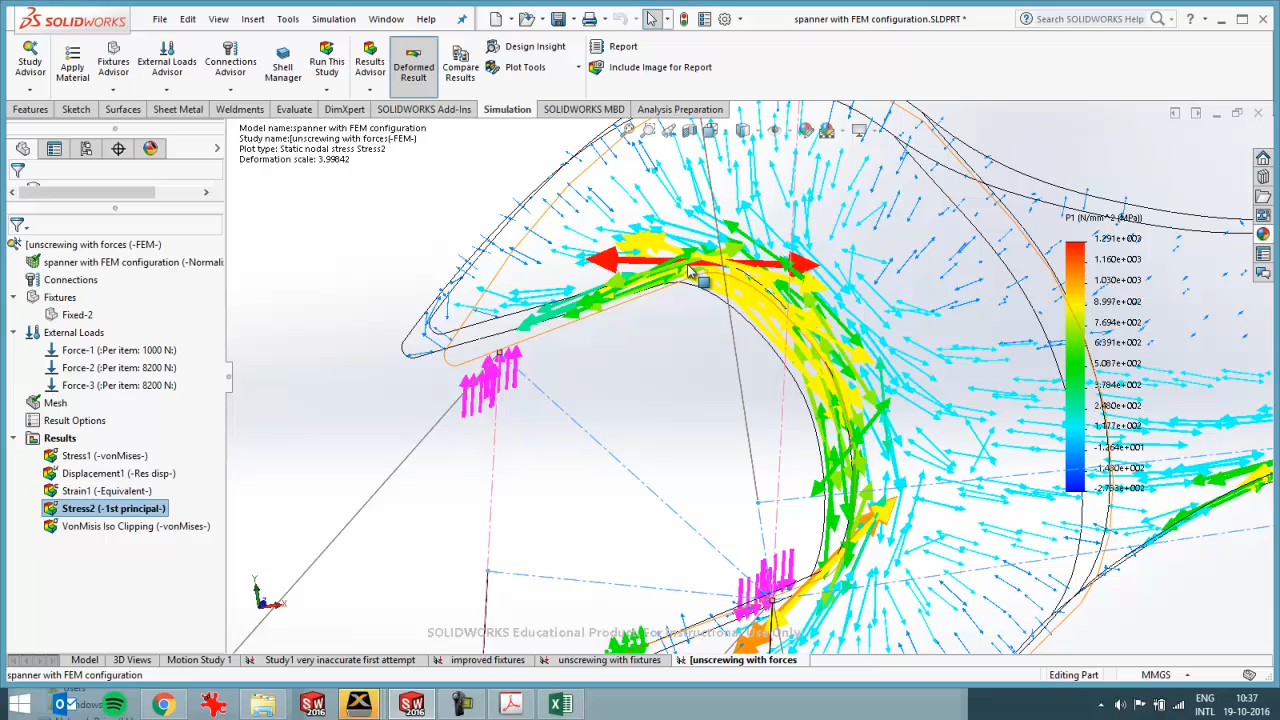 SOLIDWORKS
File Edit View Insert Tools Simulation Window Help
spanner with FEM configuration.SLDPRT *
Search SOLIDWORKS Help
Study Advisor
Apply Material
Fixtures Advisor
External Loads Advisor
Connections Advisor
Shell Manager
Run This Study
Results Advisor
Deformed Result
Compare Results
Design Insight
Plot Tools
Report
Include Image for Report
Features Sketch Surfaces Sheet Metal Weldments Evaluate DimXpert SOLIDWORKS Add-Ins Simulation SOLIDWORKS MBD Analysis Preparation
Model name:spanner with FEM configuration
Study name:[unscrewing with forces(-FEM-)
Plot type: Static nodal stress Stress2
Deformation scale: 3.99842
[unscrewing with forces (-FEM-)
spanner with FEM configuration (-Normali
Connections
Fixtures
Fixed-2
External Loads
Force-1 (:Per item: 1000 N:)
Force-2 (:Per item: 8200 N:)
Force-3 (:Per item: 8200 N:)
Mesh
Result Options
Results
Stress1 (-vonMises-)
Displacement1 (-Res disp-)
Strain1 (-Equivalent-)
Stress2 (-1st principal-)
VonMisis Iso Clipping (-vonMises-)
P1 (N/mm^2 (MPa))
1.291e+003
1.160e+003
1.030e+003
8.997e+002
7.694e+002
6.391e+002
5.087e+002
3.784e+002
2.480e+002
1.177e+002
-1.264e+001
-1.430e+002
Y
X
SOLIDWORKS Educational Product. For Instructional Use Only.
Model 3D Views Motion Study 1 Study1 very inaccurate first attempt improved fixtures unscrewing with fixtures [unscrewing with forces
spanner with FEM configuration
Editing Part
MMGS
ENG
INTL
10:37
19-10-2016